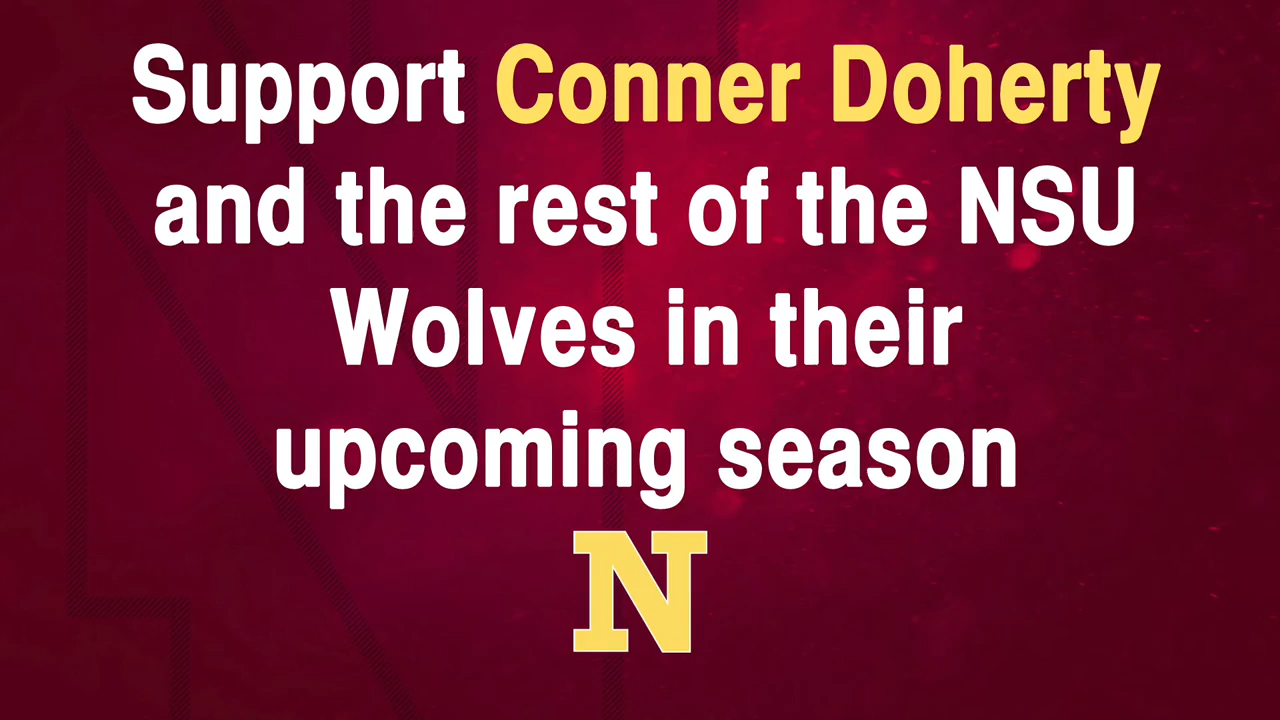 Support Conner Doherty
and the rest of the NSU
Wolves in their
upcoming season
N